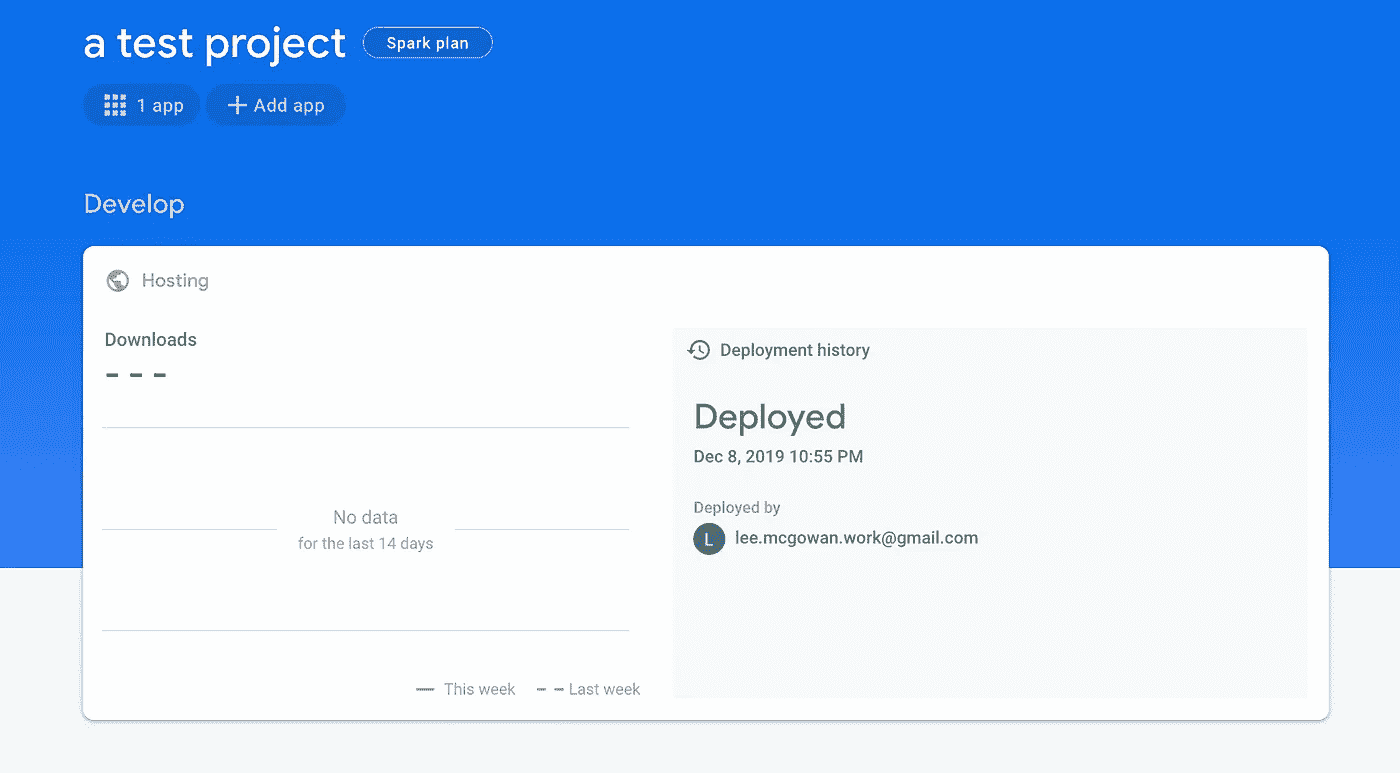 a test project Spark plan
1 app + Add app
Develop
Hosting
Downloads
- - -
Deployment history
Deployed
Dec 8, 2019 10:55 PM
Deployed by
L lee.mcgowan.work@gmail.com
No data
for the last 14 days
This week Last week